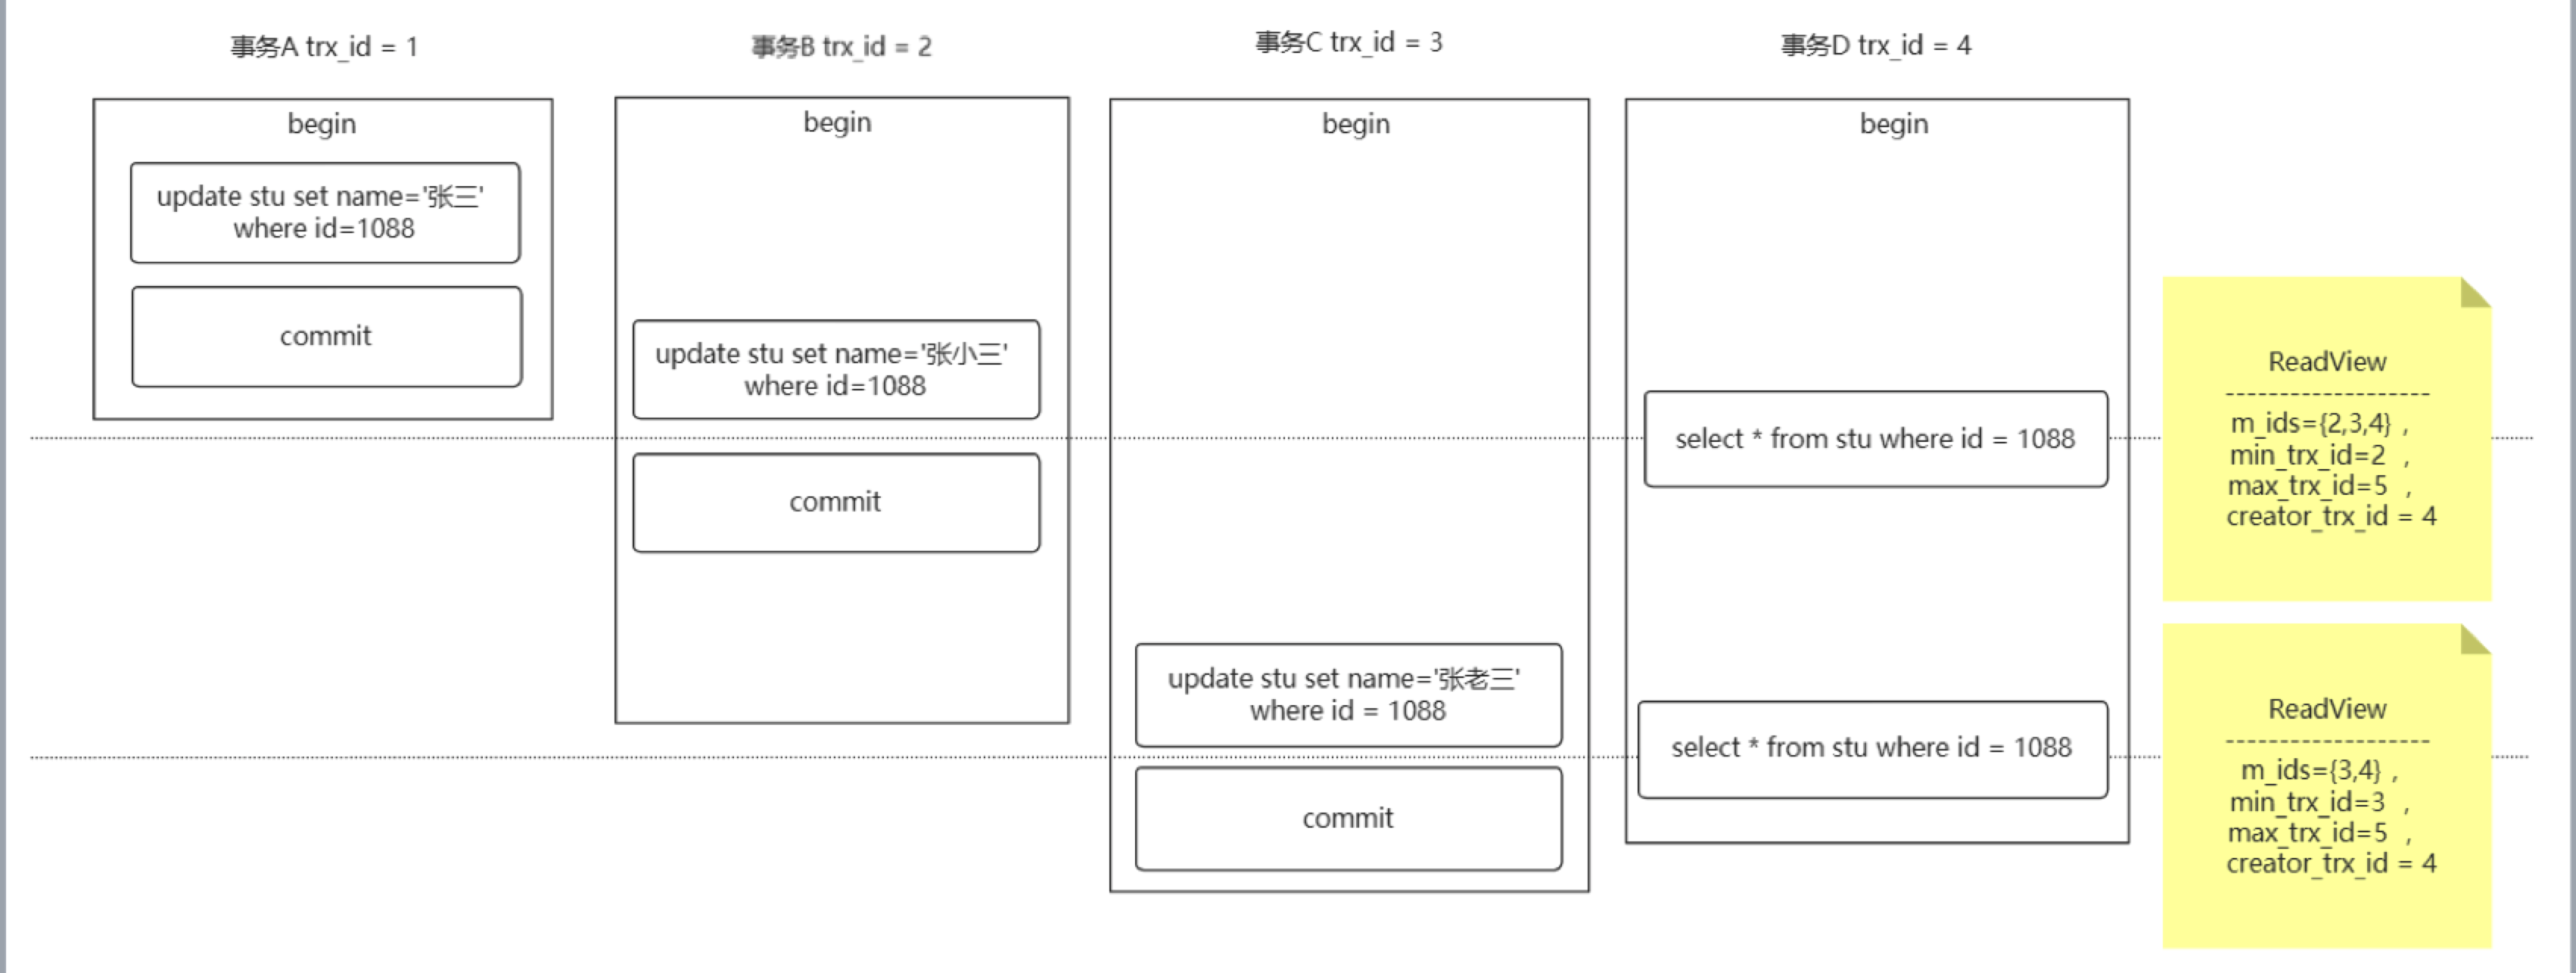 事务A trx_id = 1
begin
update stu set name='张三'
where id=1088
commit
事务B trx_id = 2
begin
update stu set name='张小三'
where id=1088
commit
事务C trx_id = 3
begin
update stu set name='张老三'
where id = 1088
commit
事务D trx_id = 4
begin
select * from stu where id = 1088
select * from stu where id = 1088
ReadView
-------------------
m_ids={2,3,4} ,
min_trx_id=2 ,
max_trx_id=5 ,
creator_trx_id = 4
ReadView
-------------------
m_ids={3,4} ,
min_trx_id=3 ,
max_trx_id=5 ,
creator_trx_id = 4